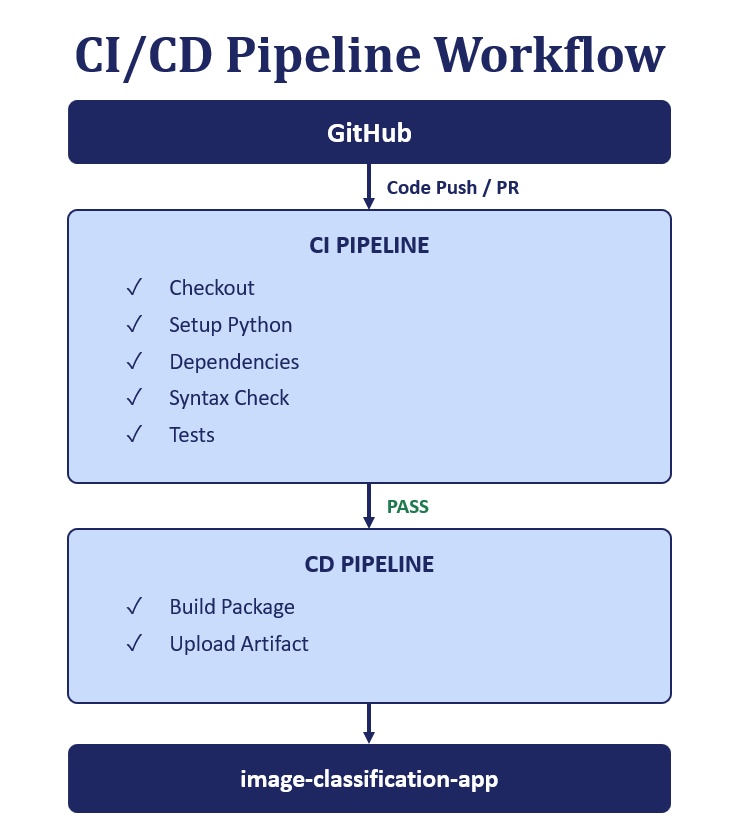 CI/CD Pipeline Workflow
GitHub
Code Push / PR
CI PIPELINE
✓ Checkout
✓ Setup Python
✓ Dependencies
✓ Syntax Check
✓ Tests
PASS
CD PIPELINE
✓ Build Package
✓ Upload Artifact
image-classification-app